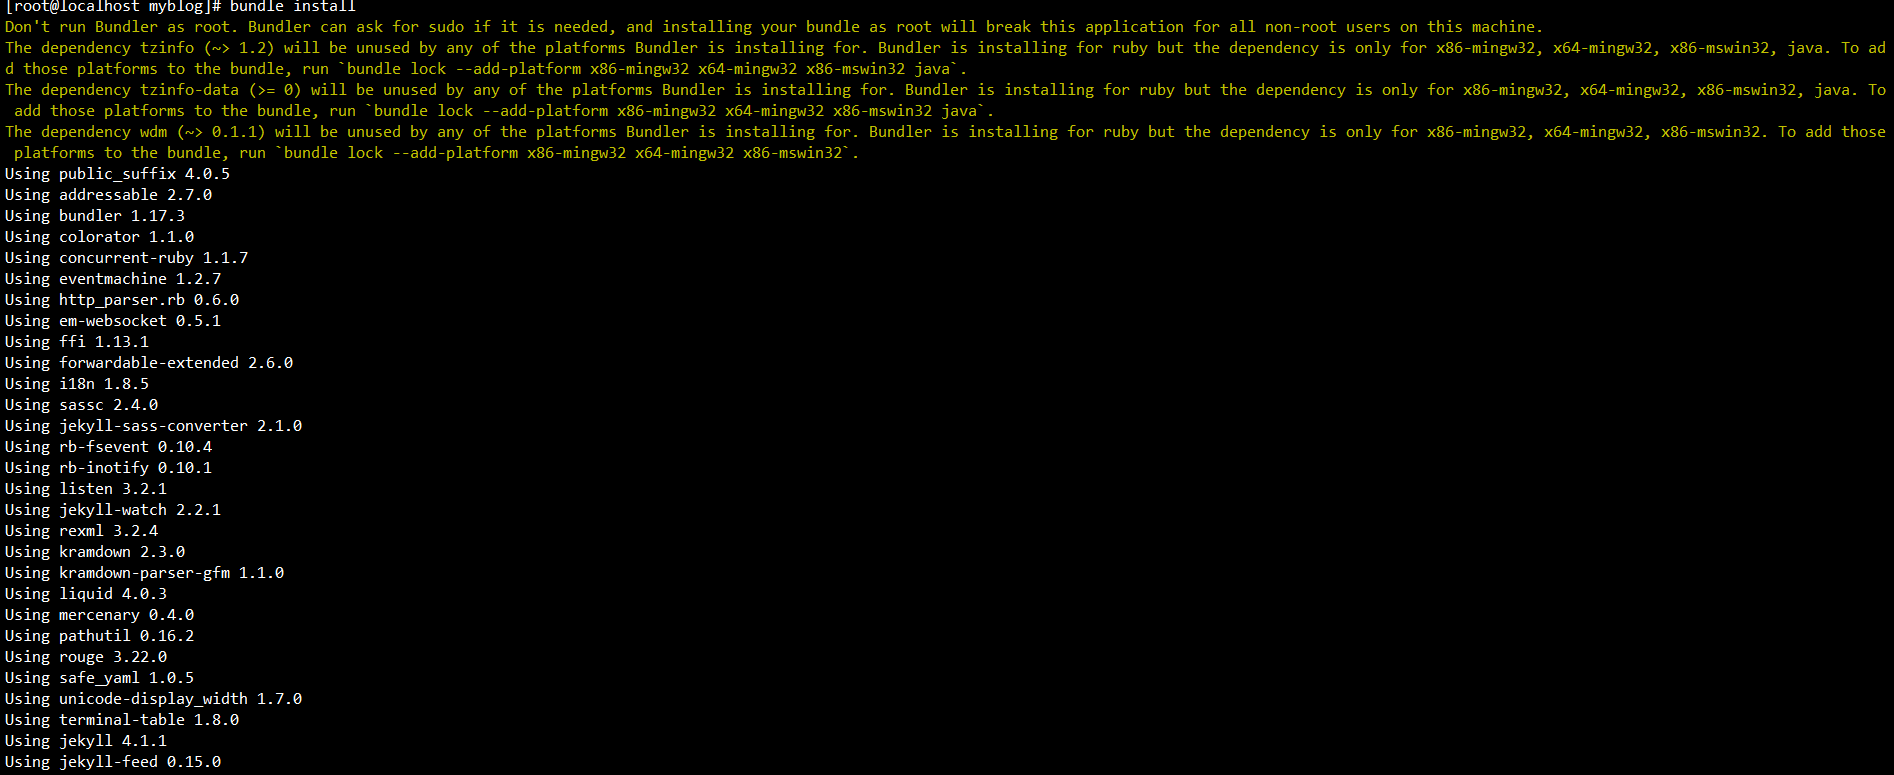 [root@localhost myblog]# bundle install
Don't run Bundler as root. Bundler can ask for sudo if it is needed, and installing your bundle as root will break this application for all non-root users on this machine.
The dependency tzinfo (~> 1.2) will be unused by any of the platforms Bundler is installing for. Bundler is installing for ruby but the dependency is only for x86-mingw32, x64-mingw32, x86-mswin32, java. To ad
d those platforms to the bundle, run `bundle lock --add-platform x86-mingw32 x64-mingw32 x86-mswin32 java`.
The dependency tzinfo-data (>= 0) will be unused by any of the platforms Bundler is installing for. Bundler is installing for ruby but the dependency is only for x86-mingw32, x64-mingw32, x86-mswin32, java. To
 add those platforms to the bundle, run `bundle lock --add-platform x86-mingw32 x64-mingw32 x86-mswin32 java`.
The dependency wdm (~> 0.1.1) will be unused by any of the platforms Bundler is installing for. Bundler is installing for ruby but the dependency is only for x86-mingw32, x64-mingw32, x86-mswin32. To add those
 platforms to the bundle, run `bundle lock --add-platform x86-mingw32 x64-mingw32 x86-mswin32`.
Using public_suffix 4.0.5
Using addressable 2.7.0
Using bundler 1.17.3
Using colorator 1.1.0
Using concurrent-ruby 1.1.7
Using eventmachine 1.2.7
Using http_parser.rb 0.6.0
Using em-websocket 0.5.1
Using ffi 1.13.1
Using forwardable-extended 2.6.0
Using i18n 1.8.5
Using sassc 2.4.0
Using jekyll-sass-converter 2.1.0
Using rb-fsevent 0.10.4
Using rb-inotify 0.10.1
Using listen 3.2.1
Using jekyll-watch 2.2.1
Using rexml 3.2.4
Using kramdown 2.3.0
Using kramdown-parser-gfm 1.1.0
Using liquid 4.0.3
Using mercenary 0.4.0
Using pathutil 0.16.2
Using rouge 3.22.0
Using safe_yaml 1.0.5
Using unicode-display_width 1.7.0
Using terminal-table 1.8.0
Using jekyll 4.1.1
Using jekyll-feed 0.15.0